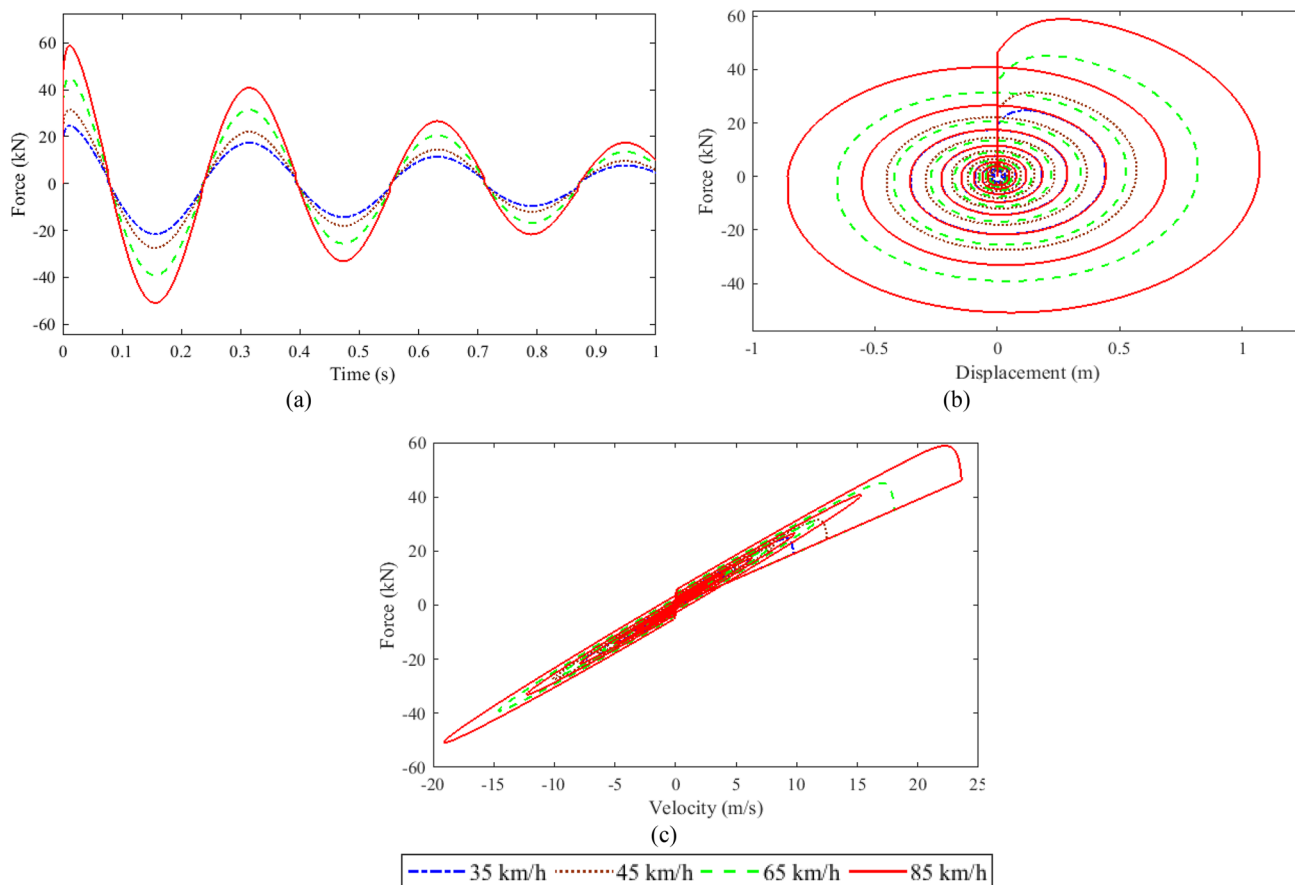 60
40
20
0
-20
-40
-60
Force (kN)
0 0.1 0.2 0.3 0.4 0.5 0.6 0.7 0.8 0.9 1
Time (s)
(a)
60
40
20
0
-20
-40
Force (kN)
-1 -0.5 0 0.5 1
Displacement (m)
(b)
60
40
20
0
-20
-40
-60
Force (kN)
-20 -15 -10 -5 0 5 10 15 20 25
Velocity (m/s)
(c)
35 km/h 45 km/h 65 km/h 85 km/h